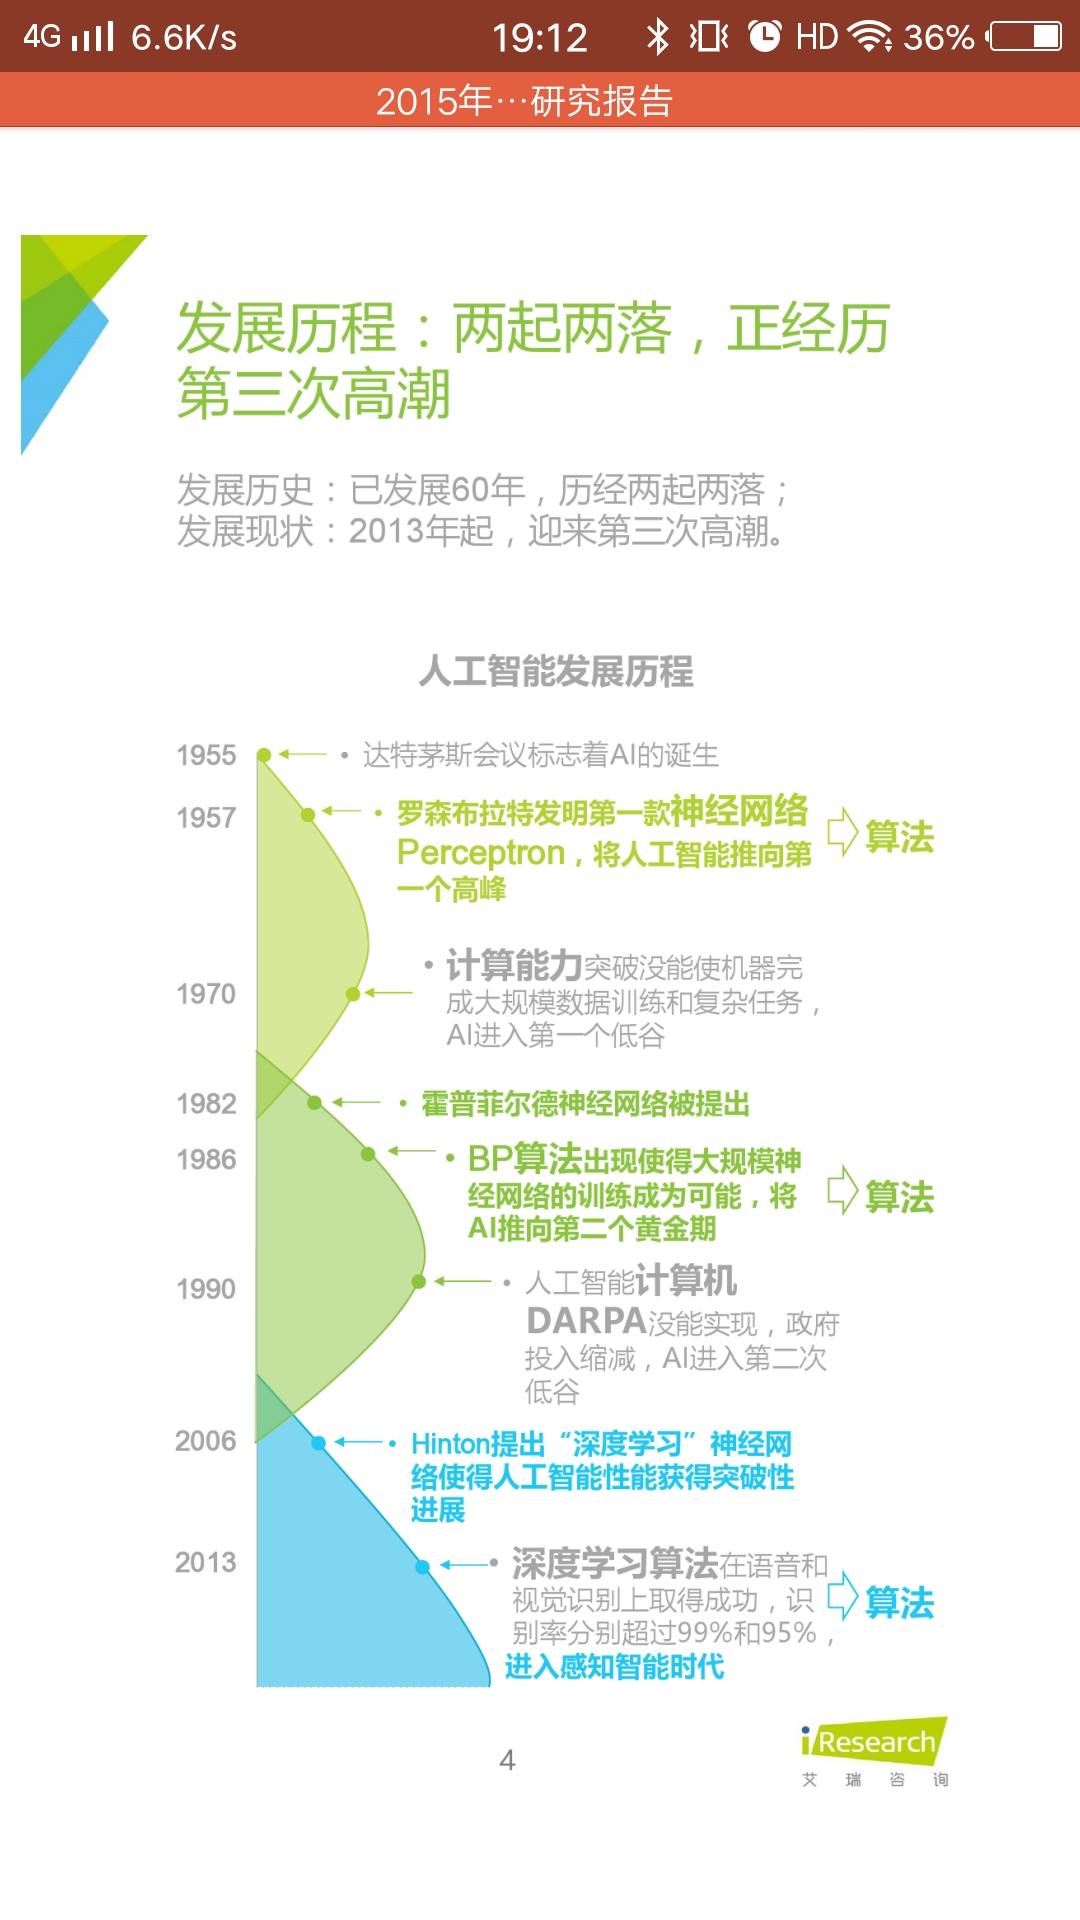 4G 6.6K/s 19:12 HD 36%
2015年…研究报告
发展历程：两起两落，正经历
第三次高潮
发展历史：已发展60年，历经两起两落；
发展现状：2013年起，迎来第三次高潮。
人工智能发展历程
1955 • 达特茅斯会议标志着AI的诞生
1957 • 罗森布拉特发明第一款神经网络
Perceptron，将人工智能推向第
一个高峰
算法
1970 • 计算能力突破没能使机器完
成大规模数据训练和复杂任务，
AI进入第一个低谷
1982 • 霍普菲尔德神经网络被提出
1986 • BP算法出现使得大规模神
经网络的训练成为可能，将
AI推向第二个黄金期
算法
1990 • 人工智能计算机
DARPA没能实现，政府
投入缩减，AI进入第二次
低谷
2006 • Hinton提出“深度学习”神经网
络使得人工智能性能获得突破性
进展
2013 • 深度学习算法在语音和
视觉识别上取得成功，识
别率分别超过99%和95%，
进入感知智能时代
算法
4
iResearch
艾瑞咨询